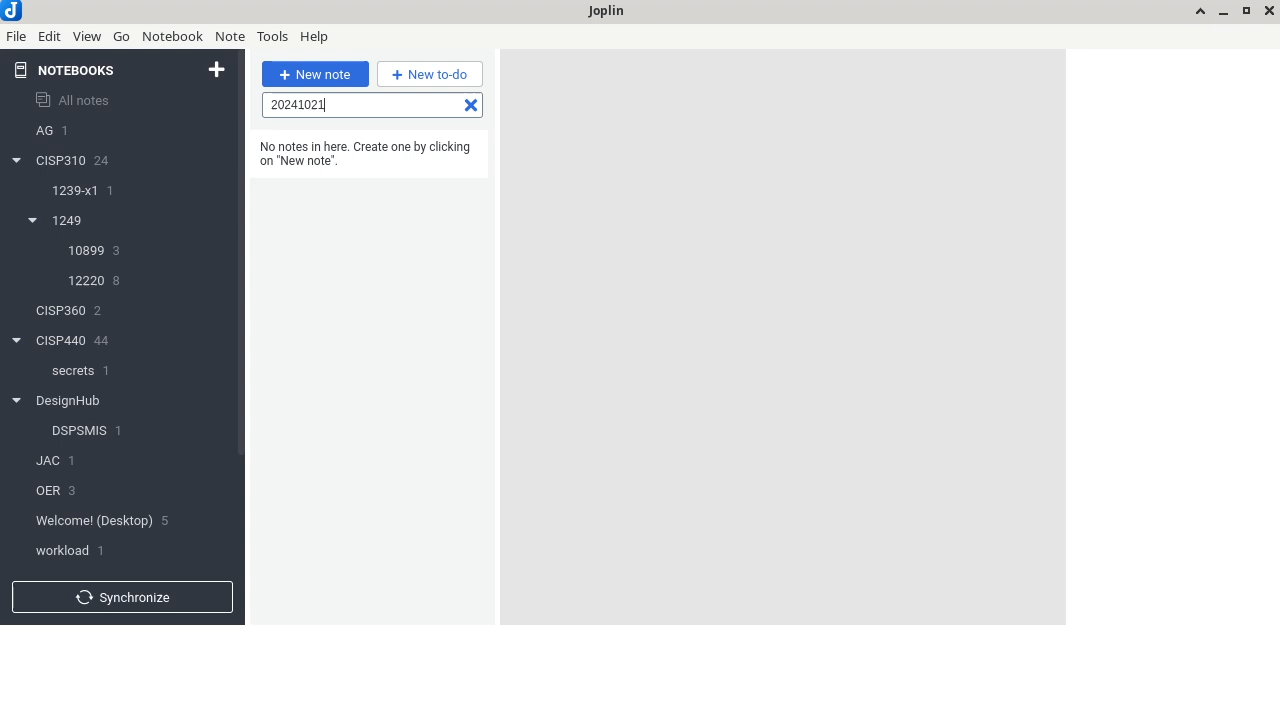 Joplin
File Edit View Go Notebook Note Tools Help
NOTEBOOKS
All notes
AG 1
CISP310 24
1239-x1 1
1249
10899 3
12220 8
CISP360 2
CISP440 44
secrets 1
DesignHub
DSPSMIS 1
JAC 1
OER 3
Welcome! (Desktop) 5
workload 1
Synchronize
New note New to-do
20241021
No notes in here. Create one by clicking
on "New note".